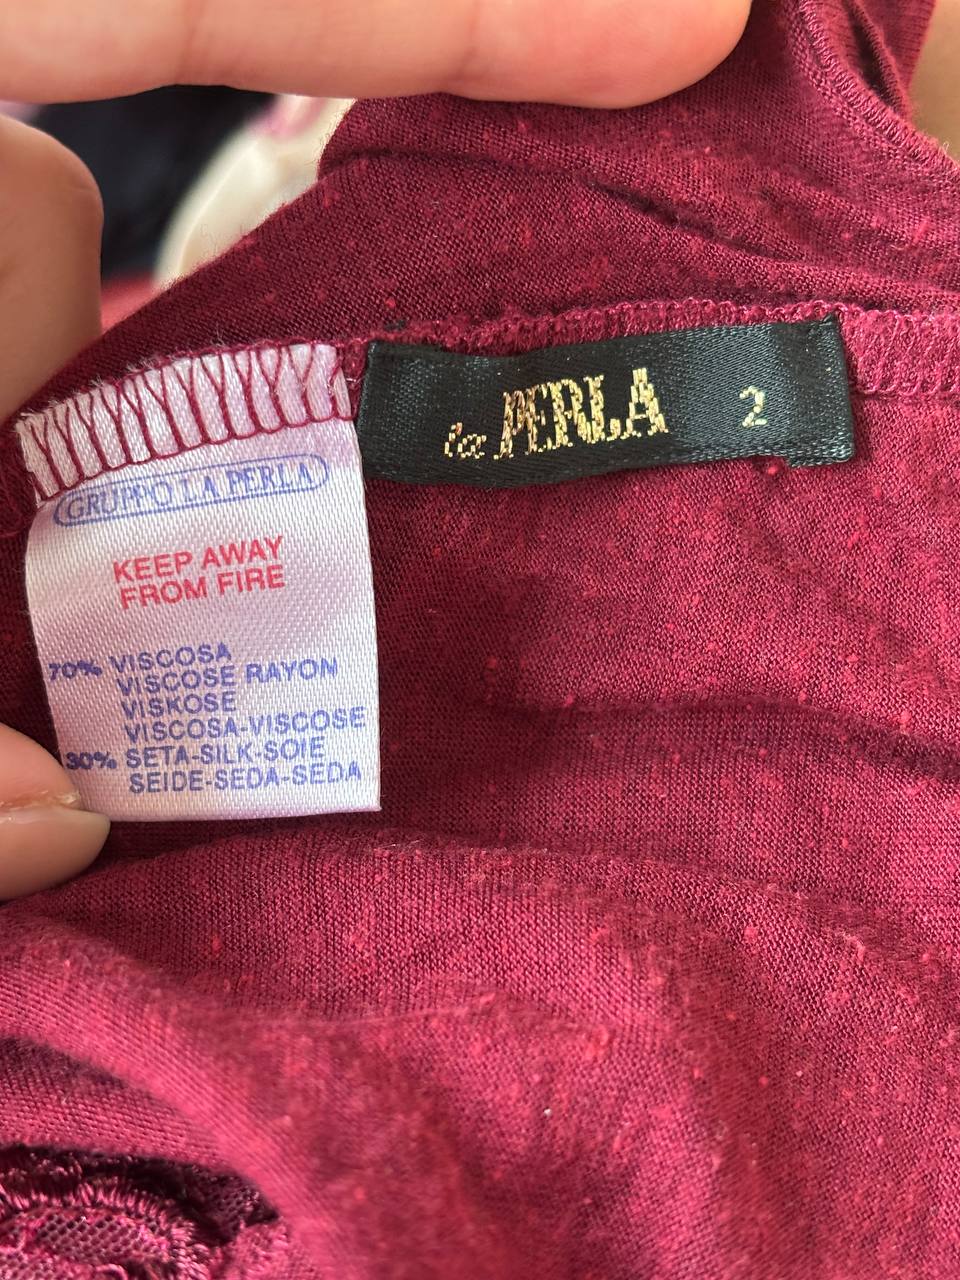 la PERLA 2
GRUPPO LA PERLA
KEEP AWAY
FROM FIRE
70% VISCOSA
VISCOSE RAYON
VISKOSE
VISCOSA-VISCOSE
30% SETA-SILK-SOIE
SEIDE-SEDA-SEDA